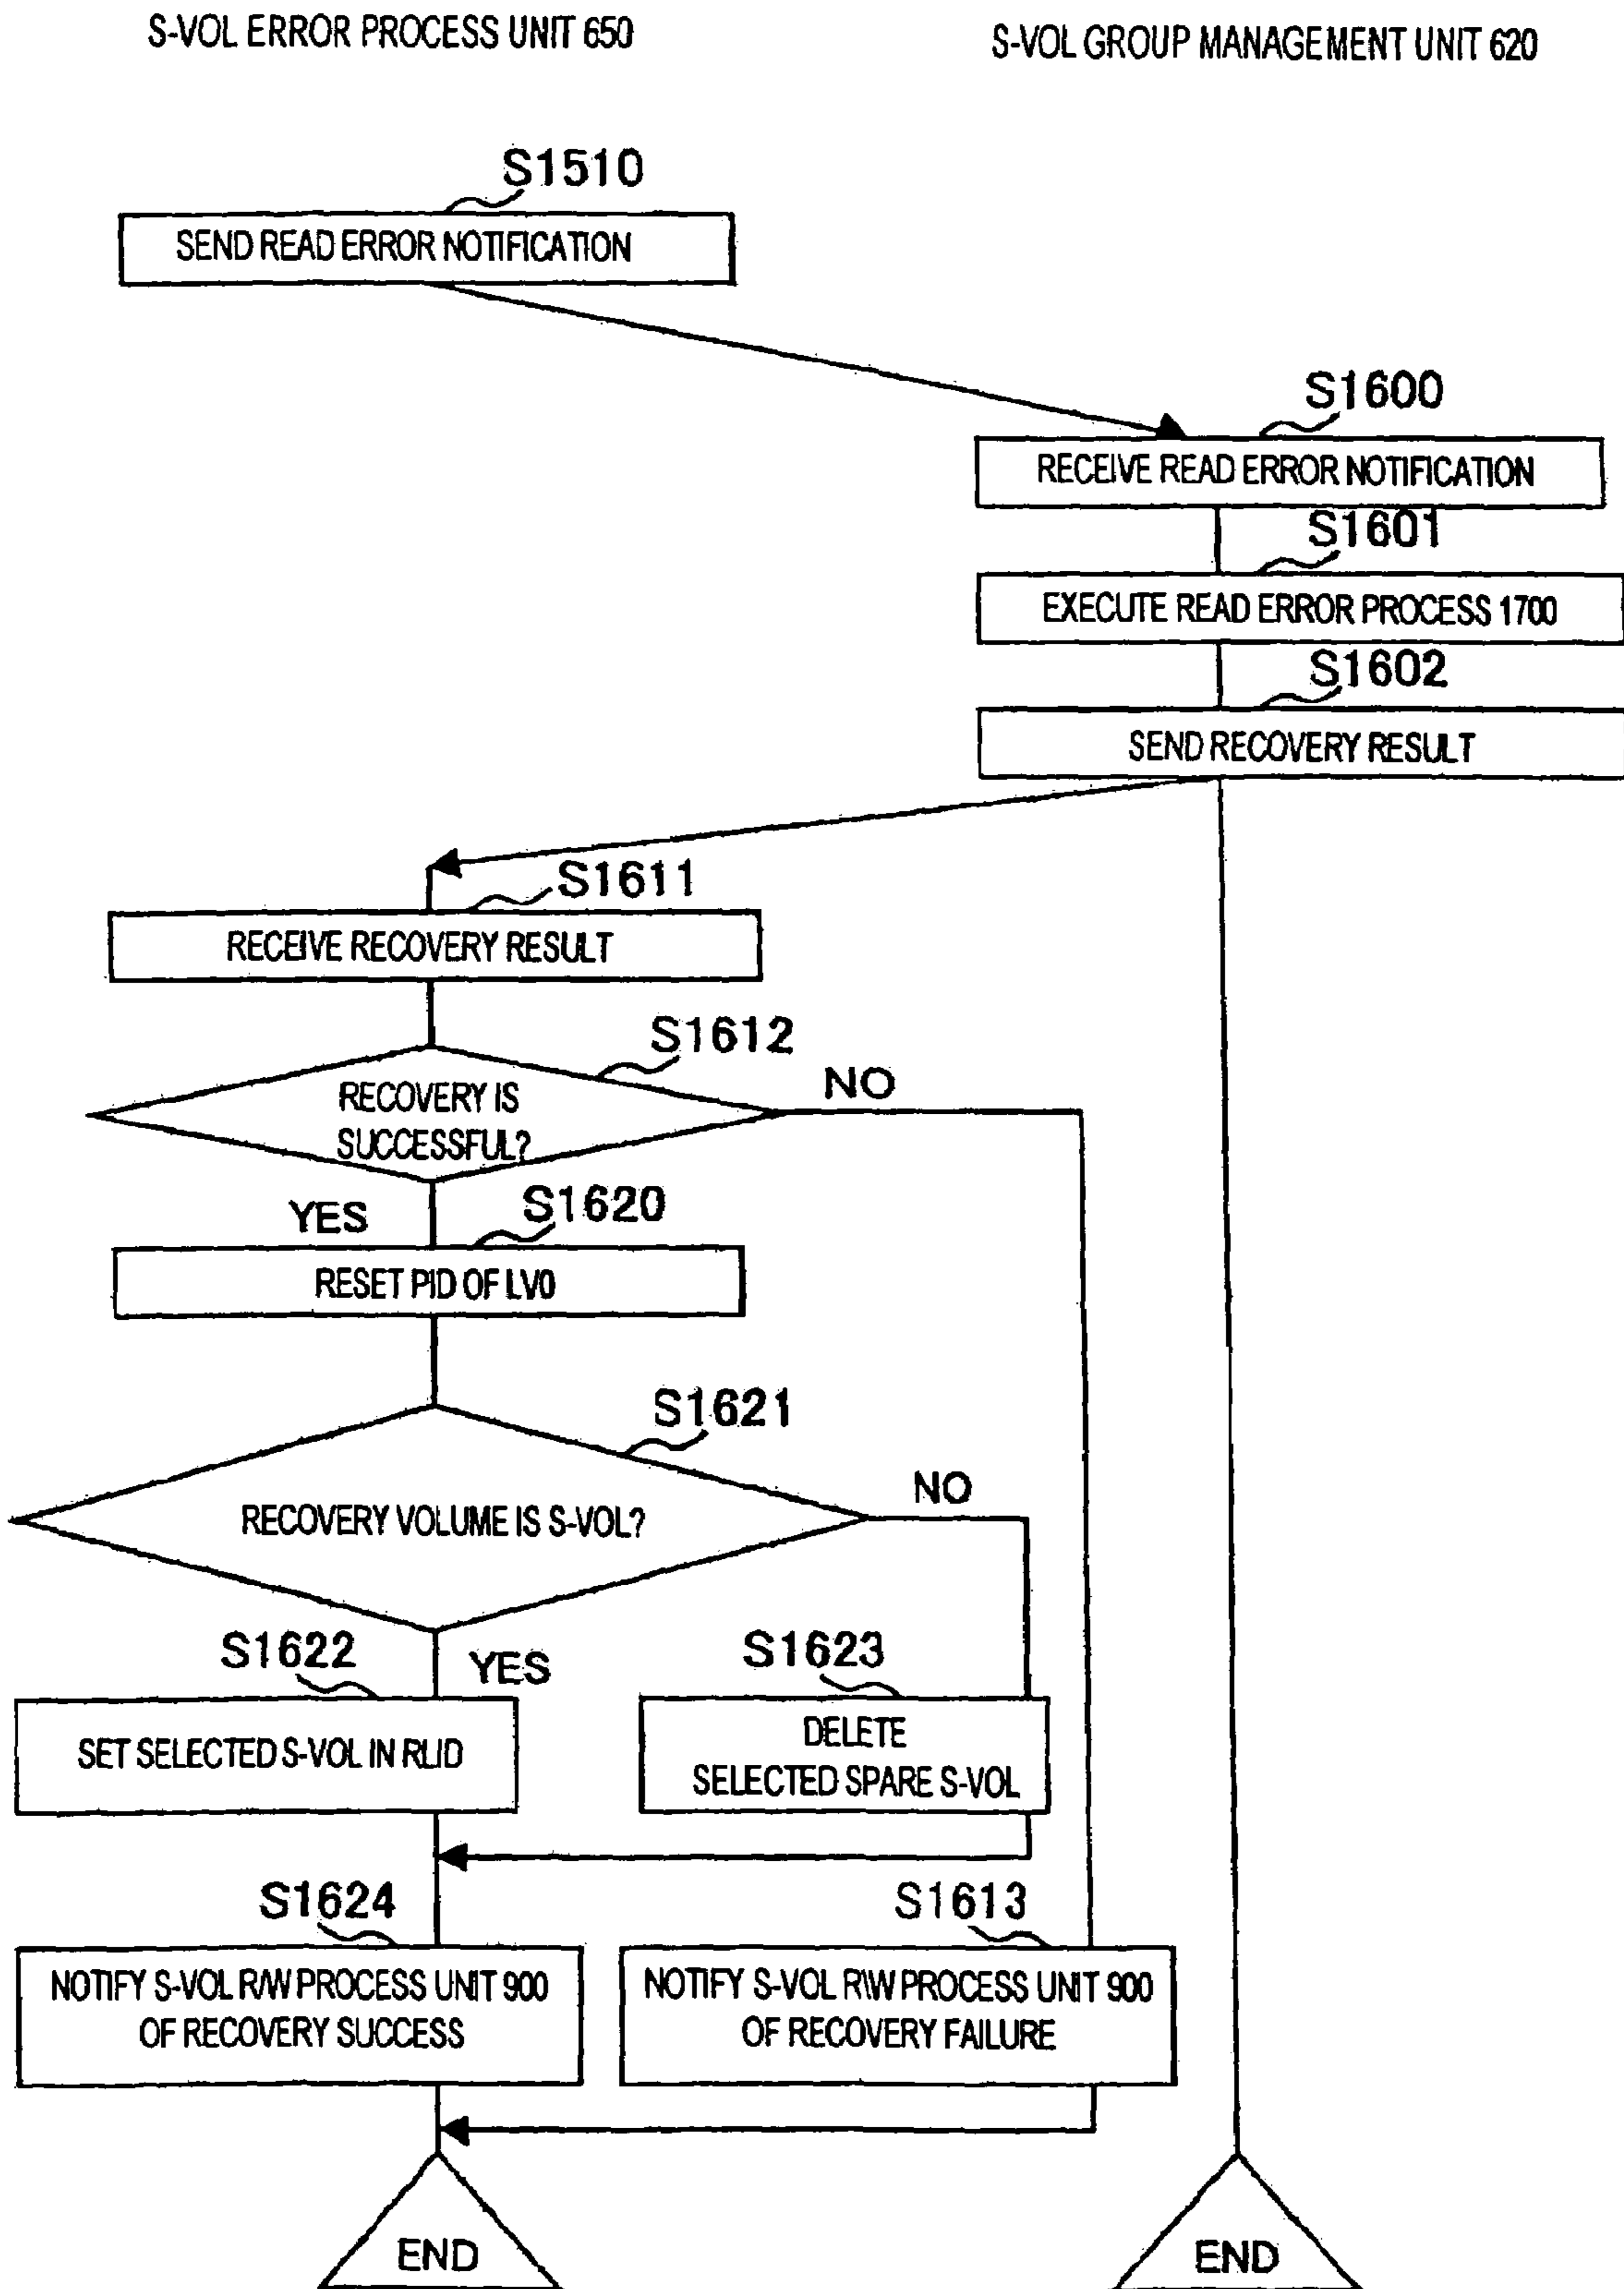 S-VOL ERROR PROCESS UNIT 650
S-VOL GROUP MANAGEMENT UNIT 620
S1510
SEND READ ERROR NOTIFICATION
S1600
RECEIVE READ ERROR NOTIFICATION
S1601
EXECUTE READ ERROR PROCESS 1700
S1602
SEND RECOVERY RESULT
S1611
RECEIVE RECOVERY RESULT
S1612
RECOVERY IS
SUCCESSFUL?
NO
YES
S1620
RESET PID OF LV0
S1621
RECOVERY VOLUME IS S-VOL?
NO
S1622
YES
SET SELECTED S-VOL IN RLID
S1623
DELETE
SELECTED SPARE S-VOL
S1624
NOTIFY S-VOL R/W PROCESS UNIT 900
OF RECOVERY SUCCESS
S1613
NOTIFY S-VOL R\W PROCESS UNIT 900
OF RECOVERY FAILURE
END
END